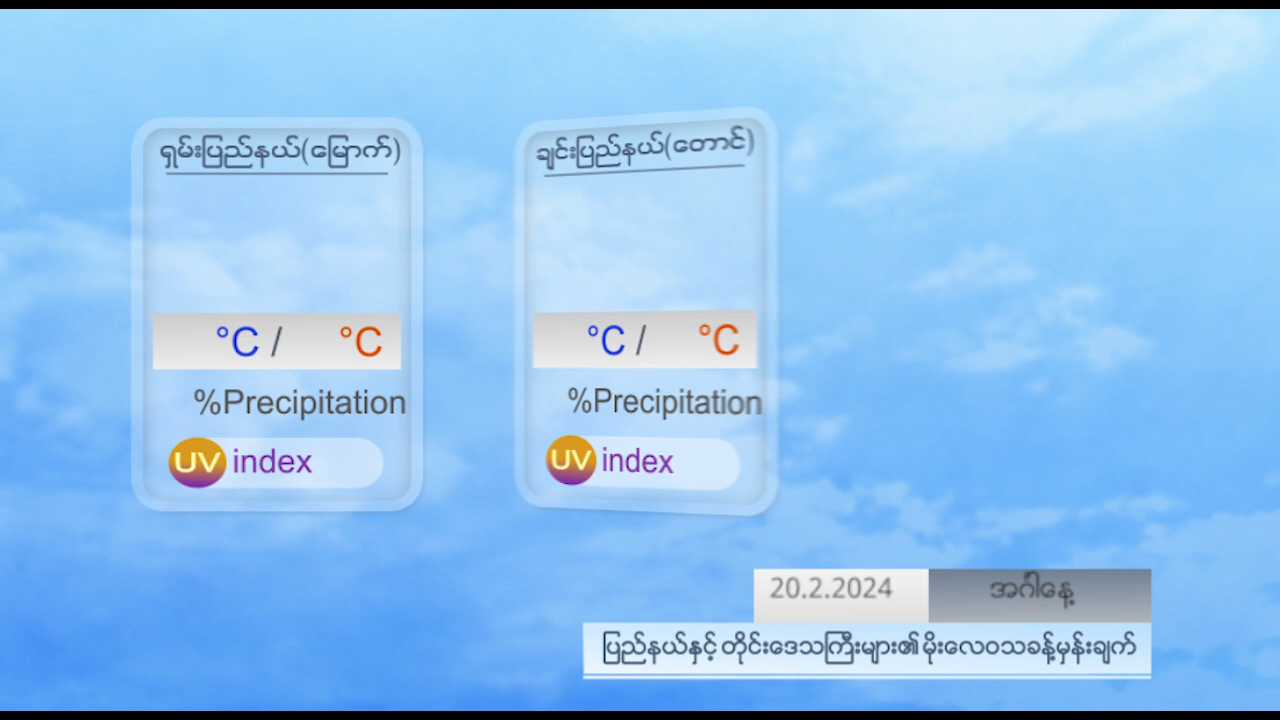 ရှမ်းပြည်နယ်(မြောက်)
°C / °C
%Precipitation
UV index
ချင်းပြည်နယ်(တောင်)
°C / °C
%Precipitation
UV index
20.2.2024 အင်္ဂါနေ့
ပြည်နယ်နှင့် တိုင်းဒေသကြီးများ၏ မိုးလေဝသခန့်မှန်းချက်